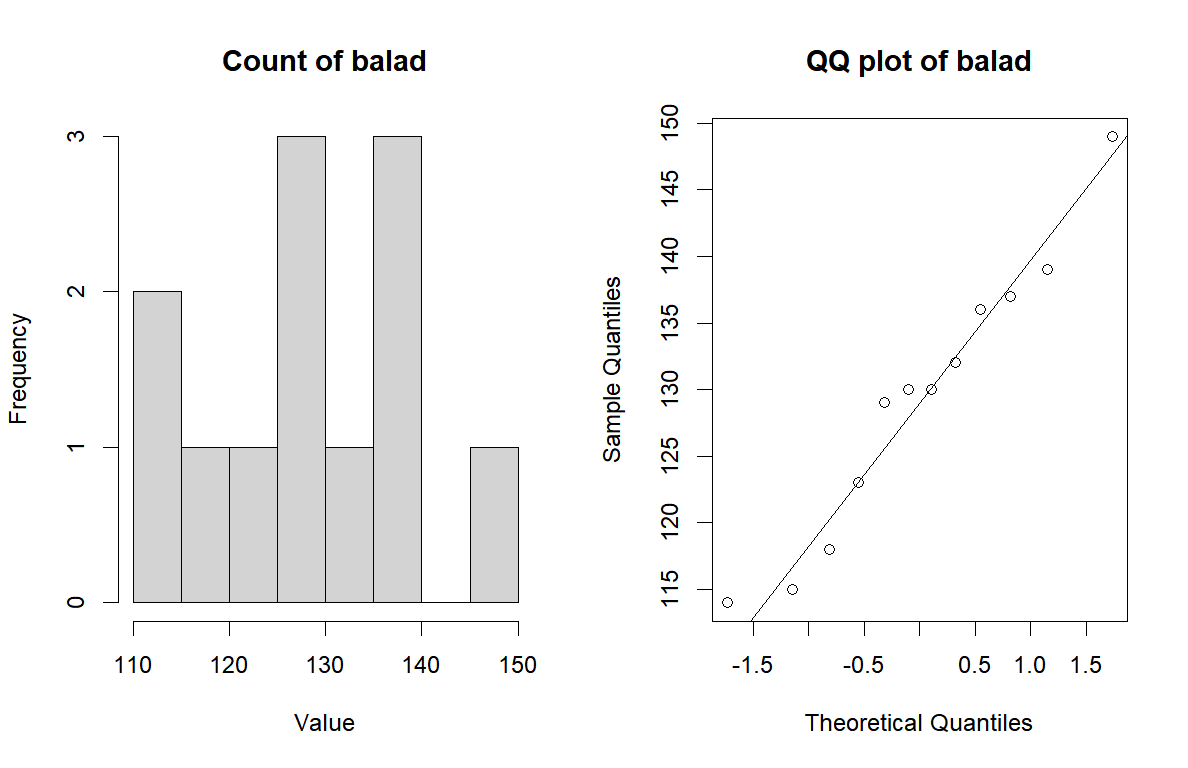 Count of balad
Frequency
3
2
1
0
110 120 130 140 150
Value
QQ plot of balad
Sample Quantiles
150
145
140
135
130
125
120
115
-1.5 -0.5 0.5 1.0 1.5
Theoretical Quantiles